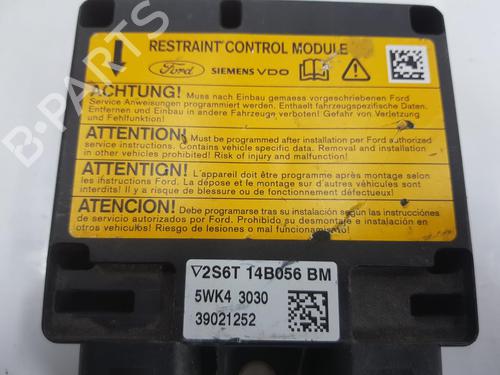 RESTRAINT CONTROL MODULE
Ford SIEMENS VDO
ACHTUNG! Muss nach Einbau gemaess vorgeschriebenen Ford
Service Anweisungen programmiert werden. Enthaelt fahrzeugspezifische Daten.
Entfernen und Einbau in andere Fahrzeuge verboten! Gefahr von Verletzung
und Fehlfunktion!
ATTENTION! Must be programmed after installation per Ford authorized
service instructions. Contains vehicle specific data. Removal and installation
in other vehicles prohibited! Risk of injury and malfunction!
ATTENTIGN! L'appareil doit être programmé après montage selon
les instructions Ford. La dépose et le montage sur d'autres véhicules sont
interdits! Il y a risque de blessure ou de fonctionnement défectueux!
ATENCION! Debe programarse tras su instalación según las instrucciones
de servicio autorizados por Ford. Prohibido su desmontaje e instalación
en otros vehículos! Riesgo de lesiones o mal funcionamiento!
2S6T 14B056 BM
5WK4 3030
39021252
B-PARTS